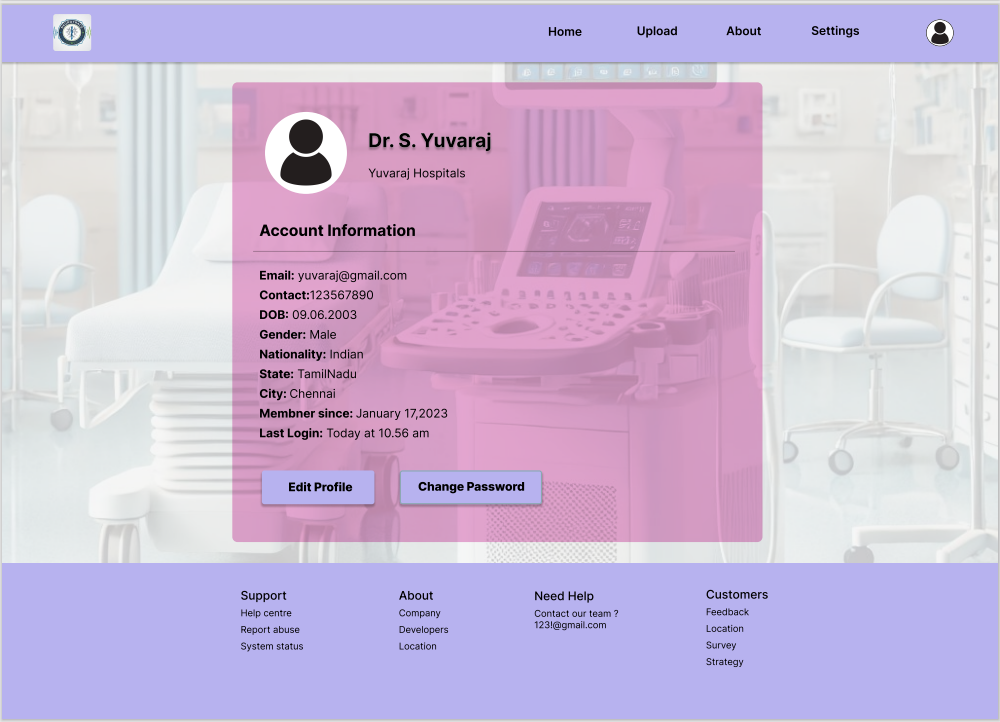 Home Upload About Settings
Dr. S. Yuvaraj
Yuvaraj Hospitals
Account Information
Email: yuvaraj@gmail.com
Contact:123567890
DOB: 09.06.2003
Gender: Male
Nationality: Indian
State: TamilNadu
City: Chennai
Membner since: January 17,2023
Last Login: Today at 10.56 am
Edit Profile
Change Password
Support
Help centre
Report abuse
System status
About
Company
Developers
Location
Need Help
Contact our team ?
123!@gmail.com
Customers
Feedback
Location
Survey
Strategy